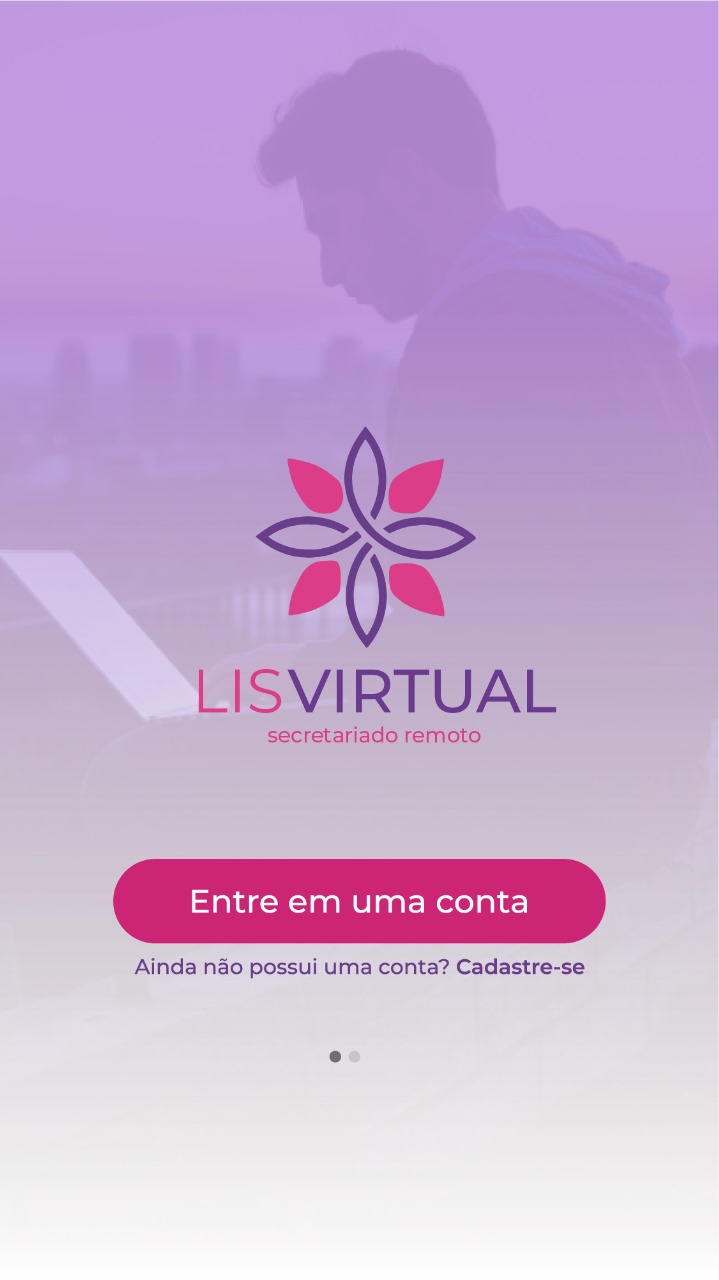 LISVIRTUAL
secretariado remoto
Entre em uma conta
Ainda não possui uma conta? Cadastre-se